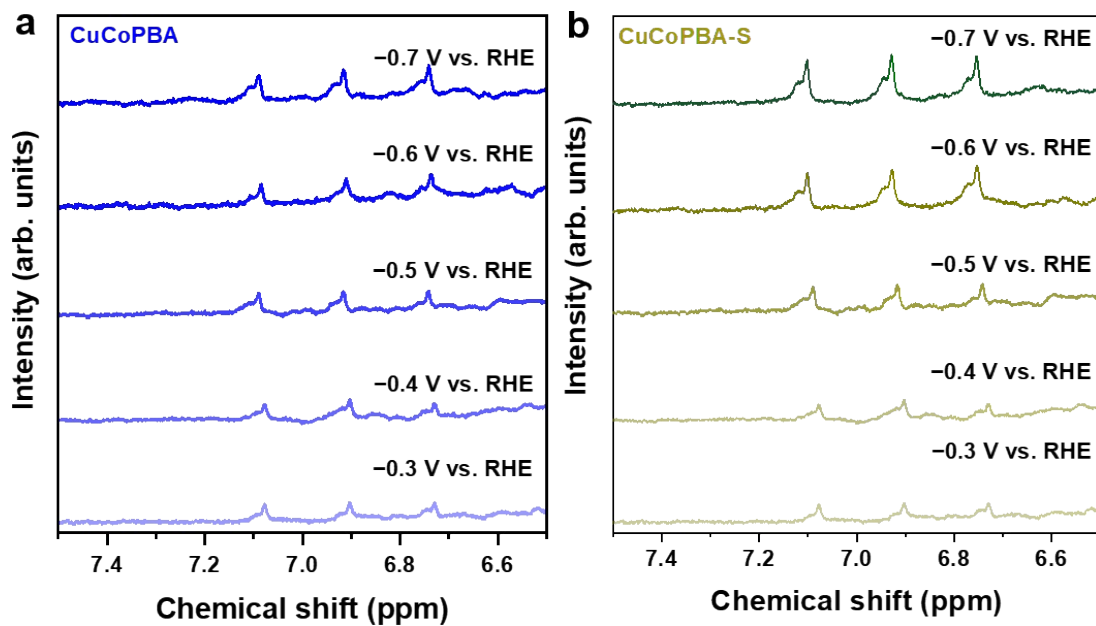 a
CuCoPBA
−0.7 V vs. RHE
−0.6 V vs. RHE
−0.5 V vs. RHE
−0.4 V vs. RHE
−0.3 V vs. RHE
Intensity (arb. units)
7.4 7.2 7.0 6.8 6.6
Chemical shift (ppm)
b
CuCoPBA-S
−0.7 V vs. RHE
−0.6 V vs. RHE
−0.5 V vs. RHE
−0.4 V vs. RHE
−0.3 V vs. RHE
Intensity (arb. units)
7.4 7.2 7.0 6.8 6.6
Chemical shift (ppm)